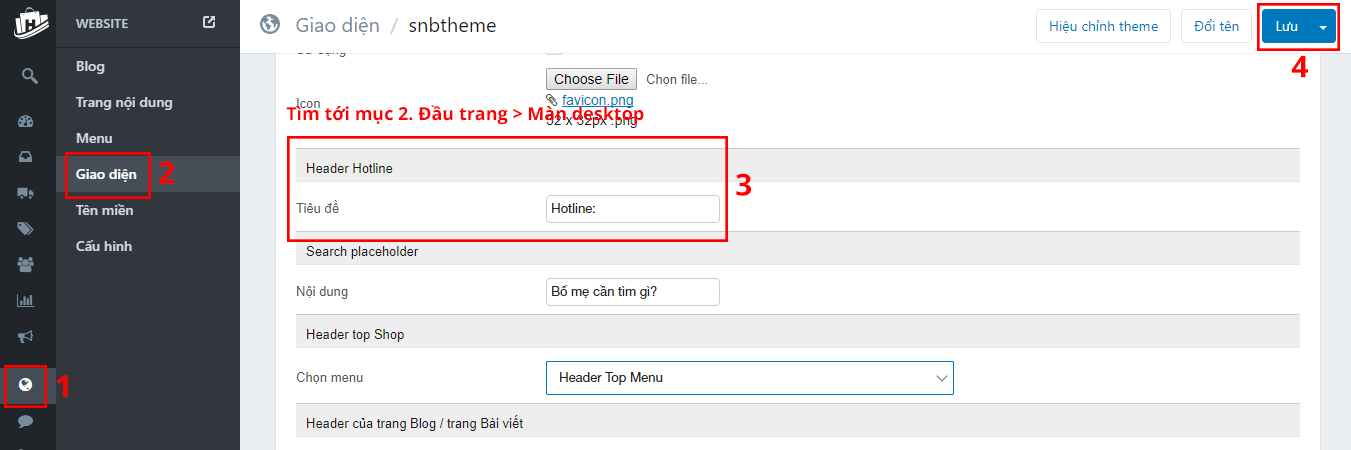 WEBSITE
Blog
Trang nội dung
Menu
Giao diện
2
Tên miền
Cấu hình
1
Giao diện / snbtheme
Hiệu chỉnh theme
Đổi tên
Lưu
4
Sử dụng
Choose File Chọn file...
Icon
favicon.png
32 x 32px .png
Tìm tới mục 2. Đầu trang > Màn desktop
Header Hotline
3
Tiêu đề
Hotline:
Search placeholder
Nội dung
Bố mẹ cần tìm gì?
Header top Shop
Chọn menu
Header Top Menu
Header của trang Blog / trang Bài viết